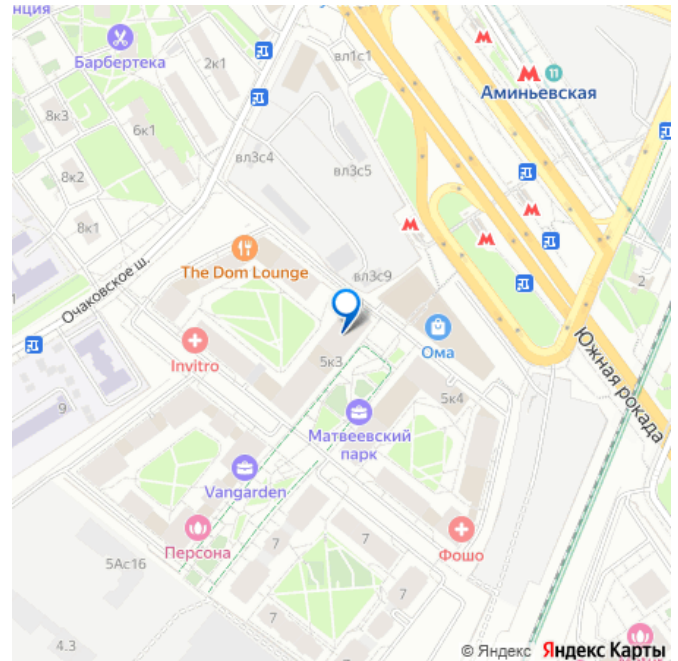 нция
Барбертека
2к1
вл1с1
11
Аминьевская
8к3
6к1
вл3с4
вл3с5
8к2
8к1
The Dom Lounge
вл3с9
2
Очаковское ш.
1
Invitro
Ома
5к3
5к4
Южная рокада
9
Матвеевский
парк
Vangarden
Персона
Фошо
7
7
5Ас16
7
7
4.3
© Яндекс Яндекс Карты